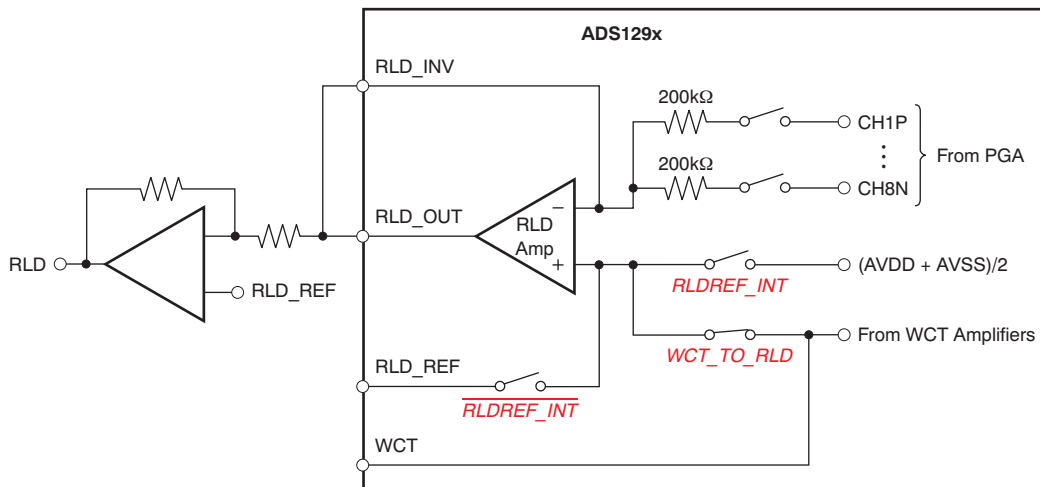 ADS129x
RLD_INV
200kΩ
CH1P
From PGA
200kΩ
CH8N
RLD_OUT
−
RLD
Amp
+
RLD
RLD_REF
(AVDD + AVSS)/2
RLDREF_INT
From WCT Amplifiers
WCT_TO_RLD
RLD_REF
RLDREF_INT
WCT